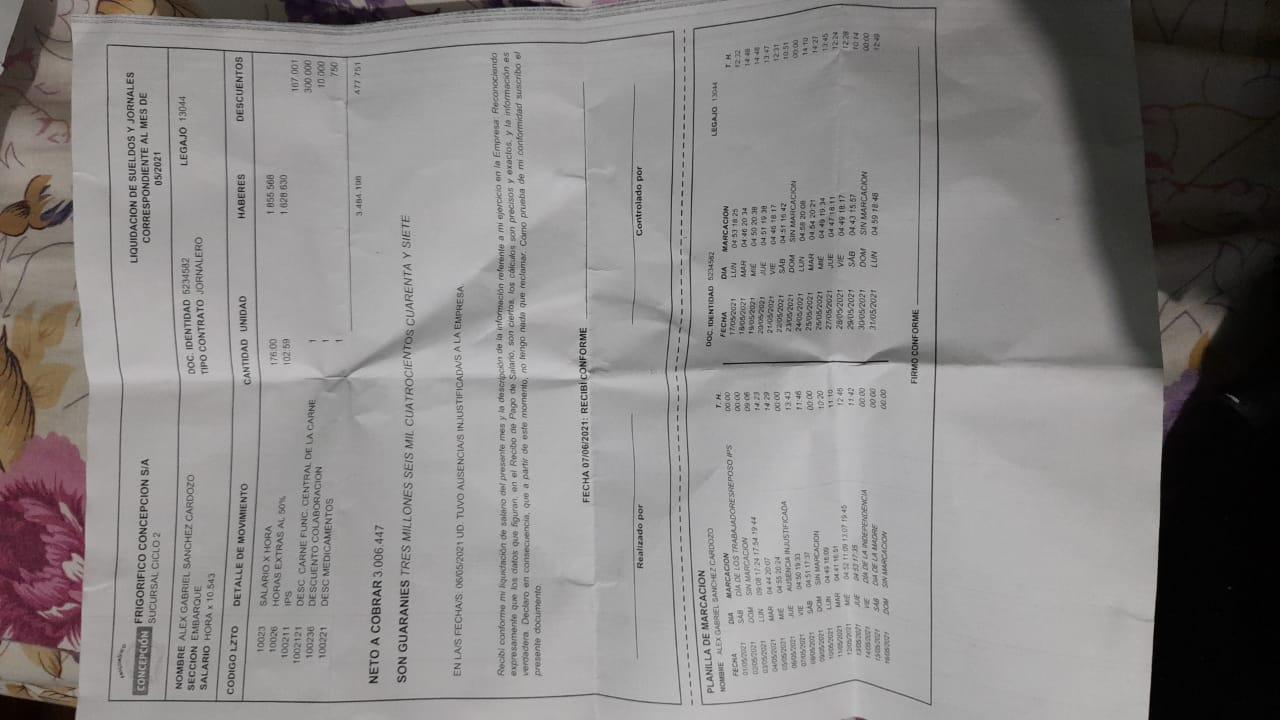 CONCEPCIÓN
FRIGORIFICO CONCEPCION S/A
SUCURSAL CICLO 2
LIQUIDACION DE SUELDOS Y JORNALES
CORRESPONDIENTE AL MES DE
05/2021
NOMBRE ALEX GABRIEL SANCHEZ CARDOZO
DOC. IDENTIDAD 5234582
LEGAJO 13044
SECCION EMBARQUE
TIPO CONTRATO JORNALERO
SALARIO HORA x 10.543
CODIGO LZTO DETALLE DE MOVIMIENTO CANTIDAD UNIDAD HABERES DESCUENTOS
10023 SALARIO X HORA 176.00 1.855.568
10026 HORAS EXTRAS AL 50% 102.59 1.628.630
100211 IPS 167.001
1002121 DESC. CARNE FUNC. CENTRAL DE LA CARNE 1 300.000
100236 DESCUENTO COLABORACION 1 10.000
100221 DESC MEDICAMENTOS 1 750
3.484.198 477.751
NETO A COBRAR 3.006.447
SON GUARANIES TRES MILLONES SEIS MIL CUATROCIENTOS CUARENTA Y SIETE
EN LAS FECHA/S. 06/05/2021 UD. TUVO AUSENCIA/S INJUSTIFICADA/S A LA EMPRESA.
Recibí conforme mi liquidación de salario del presente mes y la descripción de la información referente a mi ejercicio en la Empresa. Reconociendo
expresamente que los datos que figuran, en el Recibo de Pago de Salario, son ciertos, los cálculos son precisos y exactos, y la información es
verdadera. Declaro en consecuencia, que a partir de este momento, no tengo nada que reclamar. Como prueba de mi conformidad suscribo el
presente documento.
FECHA 07/06/2021: RECIBÍ CONFORME
Realizado por
Controlado por
PLANILLA DE MARCACION
NOMBRE ALEX GABRIEL SANCHEZ CARDOZO
DOC. IDENTIDAD 5234582
LEGAJO 13044
FECHA DIA MARCACION T. H.
01/05/2021 SÁB DIA DE LOS TRABAJADORESREPOSO IPS 00:00
02/05/2021 DOM SIN MARCACION 00:00
03/05/2021 LUN 09:08 17:24 17:54 19:44 09:06
04/05/2021 MAR 04:44 20:07 14:23
05/05/2021 MIÉ 04:55 20:24 14:29
06/05/2021 JUE AUSENCIA INJUSTIFICADA 00:00
07/05/2021 VIE 04:50 19:33 13:43
08/05/2021 SÁB 04:51 17:37 11:46
09/05/2021 DOM SIN MARCACION 00:00
10/05/2021 LUN 04:49 16:09 10:20
11/05/2021 MAR 04:41 16:51 11:10
12/05/2021 MIÉ 04:52 11:09 13:07 19:45 12:46
13/05/2021 JUE 04:53 17:35 11:42
14/05/2021 VIE DIA DE LA INDEPENDENCIA 00:00
15/05/2021 SÁB DIA DE LA MADRE 00:00
16/05/2021 DOM SIN MARCACION 00:00
FECHA DIA MARCACION T. H.
17/05/2021 LUN 04:53 18:25 12:32
18/05/2021 MAR 04:46 20:34 14:48
19/05/2021 MIÉ 04:50 20:38 14:48
20/05/2021 JUE 04:51 19:38 13:47
21/05/2021 VIE 04:46 18:17 12:31
22/05/2021 SÁB 04:51 16:42 10:51
23/05/2021 DOM SIN MARCACION 00:00
24/05/2021 LUN 04:58 20:08 14:10
25/05/2021 MAR 04:54 20:21 14:27
26/05/2021 MIÉ 04:49 19:34 13:45
27/05/2021 JUE 04:47 18:11 12:24
28/05/2021 VIE 04:49 18:17 12:28
29/05/2021 SÁB 04:43 15:57 10:14
30/05/2021 DOM SIN MARCACION 00:00
31/05/2021 LUN 04:59 18:48 12:49
FIRMO CONFORME